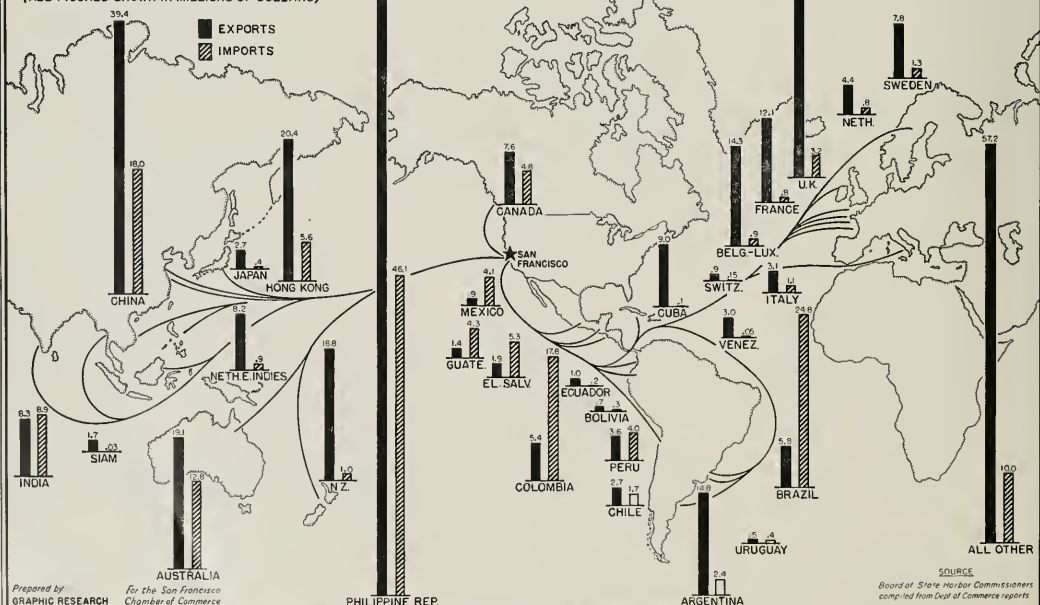 (ALL FIGURES SHOWN IN MILLIONS OF DOLLARS)
EXPORTS
IMPORTS
39.4
18.0
CHINA
20.4
5.6
HONG KONG
2.7
.4
JAPAN
8.2
.9
NETH.E.INDIES
8.3
8.9
INDIA
1.7
.03
SIAM
19.1
12.8
AUSTRALIA
18.8
1.0
N.Z.
46.1
PHILIPPINE REP.
7.6
4.8
CANADA
SAN
FRANCISCO
.9
4.1
MEXICO
1.4
4.3
GUATE.
1.9
5.3
EL. SALV.
5.4
17.8
COLOMBIA
1.0
.2
ECUADOR
.7
.3
BOLIVIA
3.6
4.0
PERU
2.7
1.7
CHILE
14.8
2.4
ARGENTINA
.5
.4
URUGUAY
5.8
24.8
BRAZIL
3.0
.05
VENEZ.
9.0
.1
CUBA
.9
.15
SWITZ.
3.1
1.1
ITALY
14.3
.9
BELG.-LUX.
12.1
.8
FRANCE
3.2
U.K.
4.4
.8
NETH.
7.8
1.3
SWEDEN
57.2
10.0
ALL OTHER
Prepared by
GRAPHIC RESEARCH
For the San Francisco
Chamber of Commerce
SOURCE
Board of State Harbor Commissioners
compiled from Dept of Commerce reports